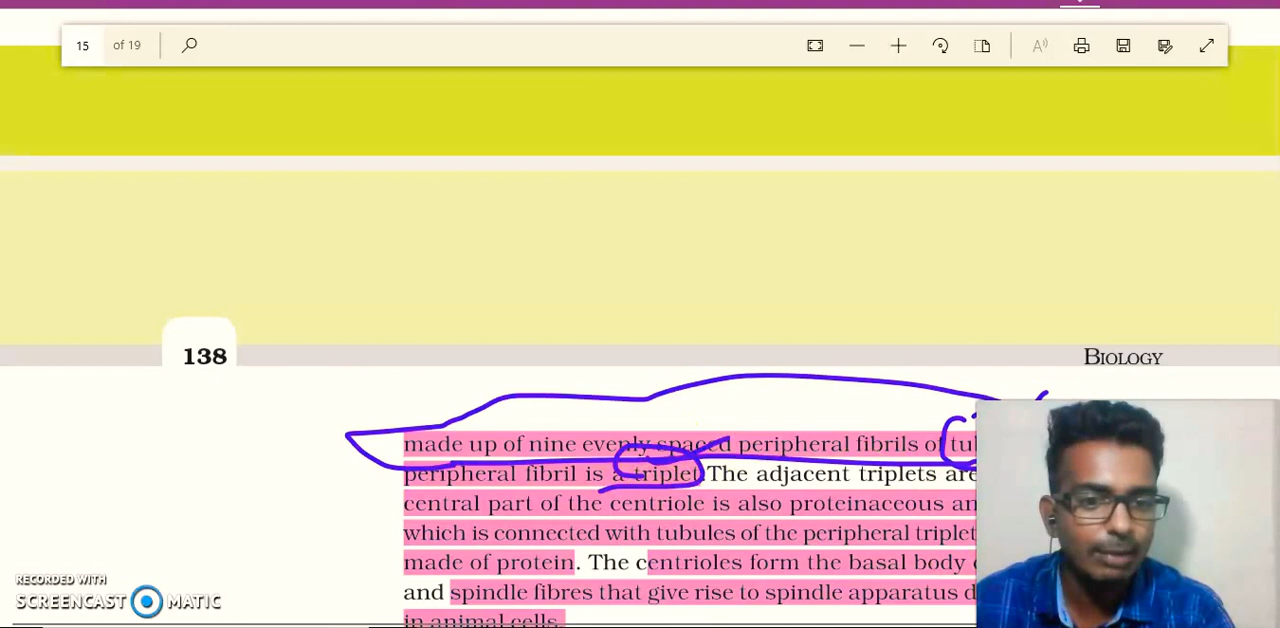 15 of 19
138
BIOLOGY
made up of nine evenly spaced peripheral fibrils of
peripheral fibril is a triplet. The adjacent triplets are
central part of the centriole is also proteinaceous
which is connected with tubules of the peripheral triplet
made of protein. The centrioles form the basal body
and spindle fibres that give rise to spindle apparatus
in animal cells.
RECORDED WITH
SCREENCAST MATIC